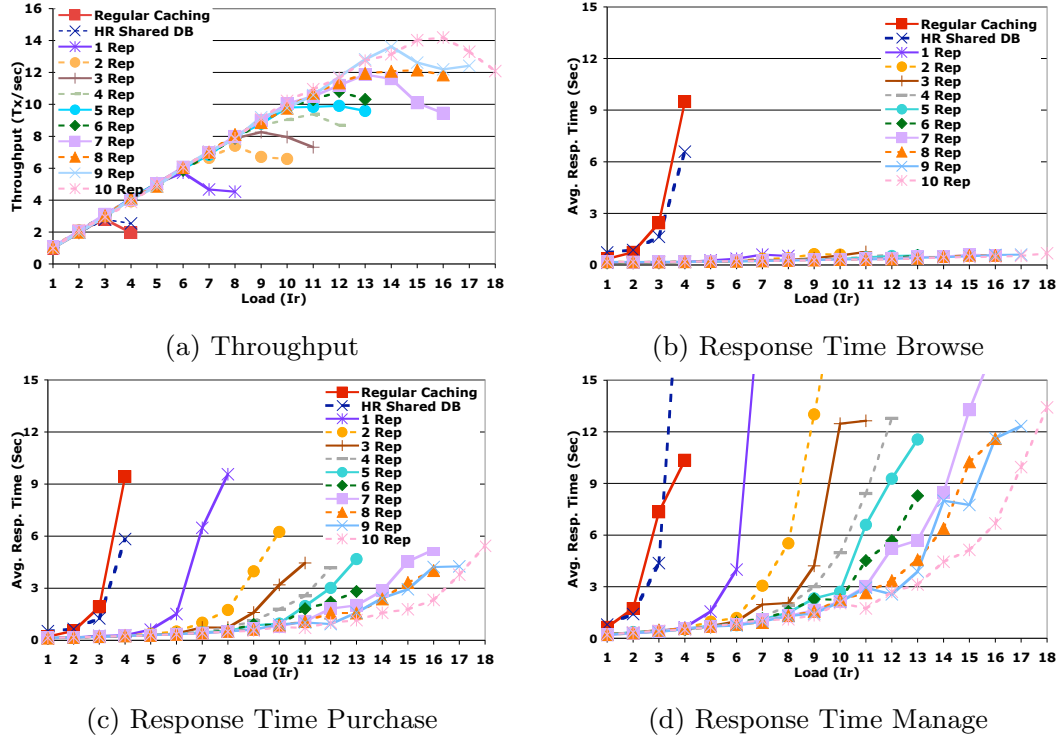 16
14
12
10
8
6
4
2
0
Throughput (Tx/sec)
Regular Caching
HR Shared DB
1 Rep
2 Rep
3 Rep
4 Rep
5 Rep
6 Rep
7 Rep
8 Rep
9 Rep
10 Rep
1 2 3 4 5 6 7 8 9 10 11 12 13 14 15 16 17 18
Load (Ir)
(a) Throughput
15
12
9
6
3
0
Avg. Resp. Time (Sec)
Regular Caching
HR Shared DB
1 Rep
2 Rep
3 Rep
4 Rep
5 Rep
6 Rep
7 Rep
8 Rep
9 Rep
10 Rep
1 2 3 4 5 6 7 8 9 10 11 12 13 14 15 16 17 18
Load (Ir)
(b) Response Time Browse
15
12
9
6
3
0
Avg. Resp. Time (Sec)
Regular Caching
HR Shared DB
1 Rep
2 Rep
3 Rep
4 Rep
5 Rep
6 Rep
7 Rep
8 Rep
9 Rep
10 Rep
1 2 3 4 5 6 7 8 9 10 11 12 13 14 15 16 17 18
Load (Ir)
(c) Response Time Purchase
15
12
9
6
3
0
Avg. Resp. Time (Sec)
1 2 3 4 5 6 7 8 9 10 11 12 13 14 15 16 17 18
Load (Ir)
(d) Response Time Manage